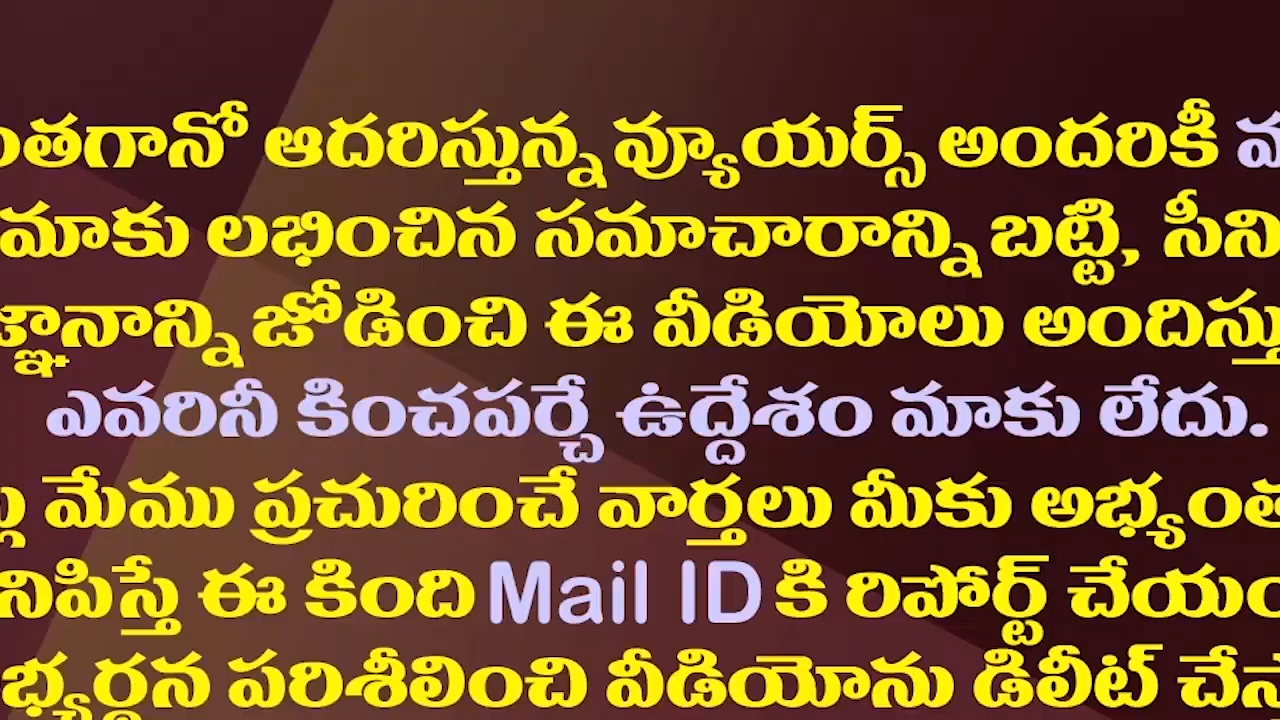 ంతగానో ఆదరిస్తున్న వ్యూయర్స్ అందరికీ
మాకు లభించిన సమాచారాన్ని బట్టి, సీని
జ్ఞానాన్ని జోడించి ఈ వీడియోలు అందిస్తు
ఎవరినీ కించపర్చే ఉద్దేశం మాకు లేదు.
మేము ప్రచురించే వార్తలు మీకు అభ్యంత
నిపిస్తే ఈ కింది Mail ID కి రిపోర్ట్ చేయం
భ్యర్థన పరిశీలించి వీడియోను డిలీట్ చేస